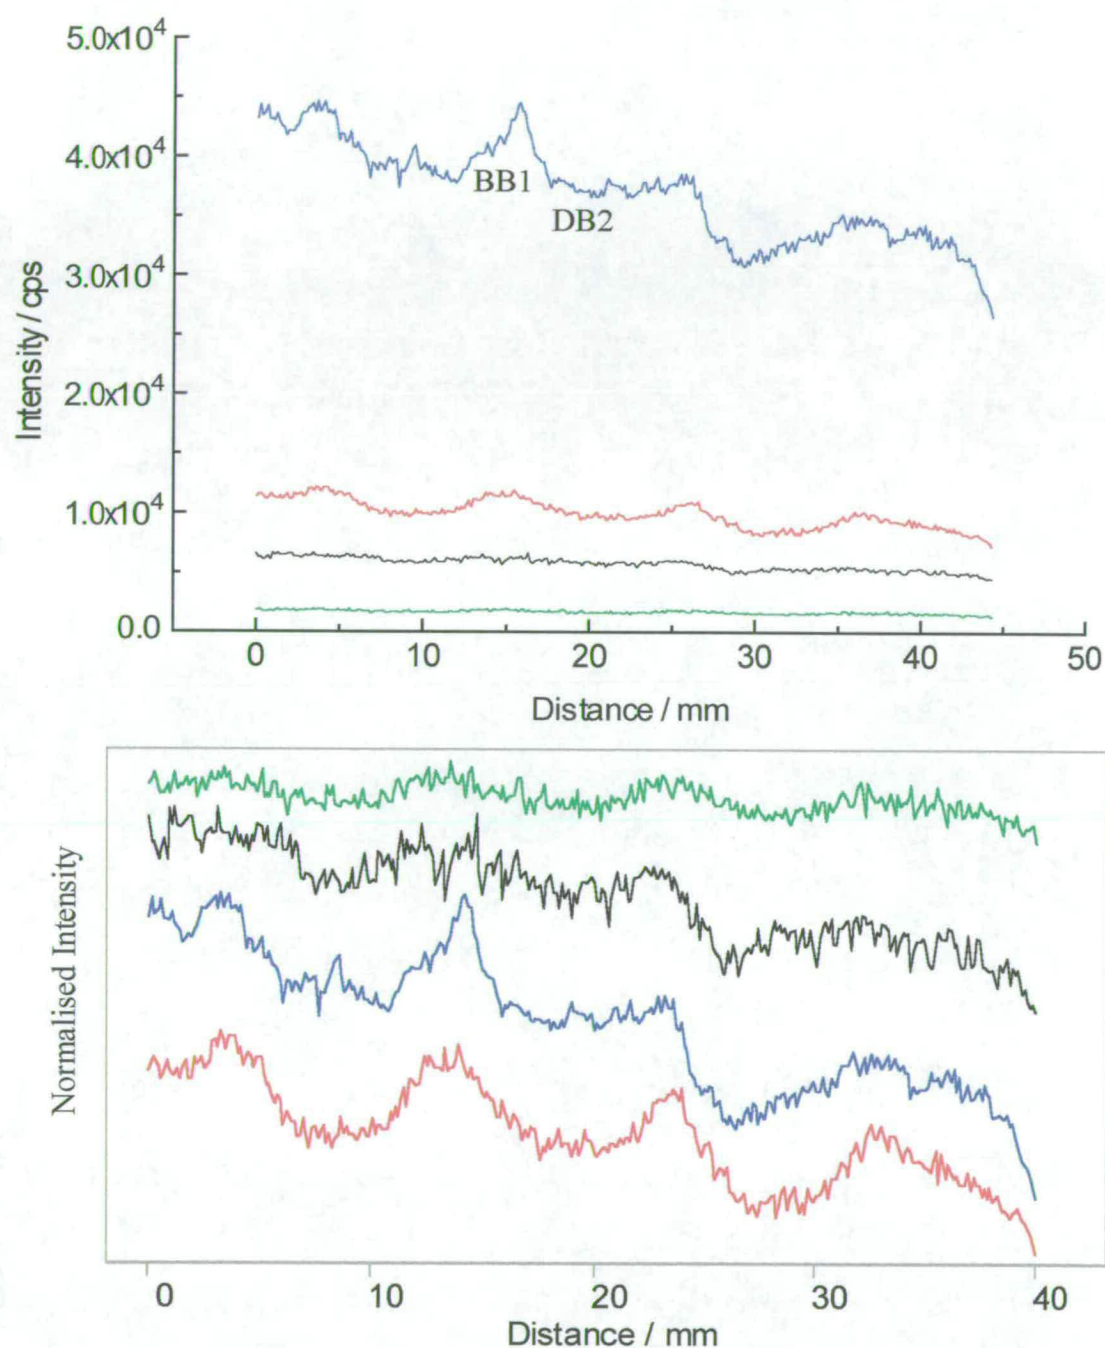 5.0x10⁴
4.0x10⁴
3.0x10⁴
2.0x10⁴
1.0x10⁴
0.0
Intensity / cps
BB1
DB2
0 10 20 30 40 50
Distance / mm
Normalised Intensity
0 10 20 30 40
Distance / mm